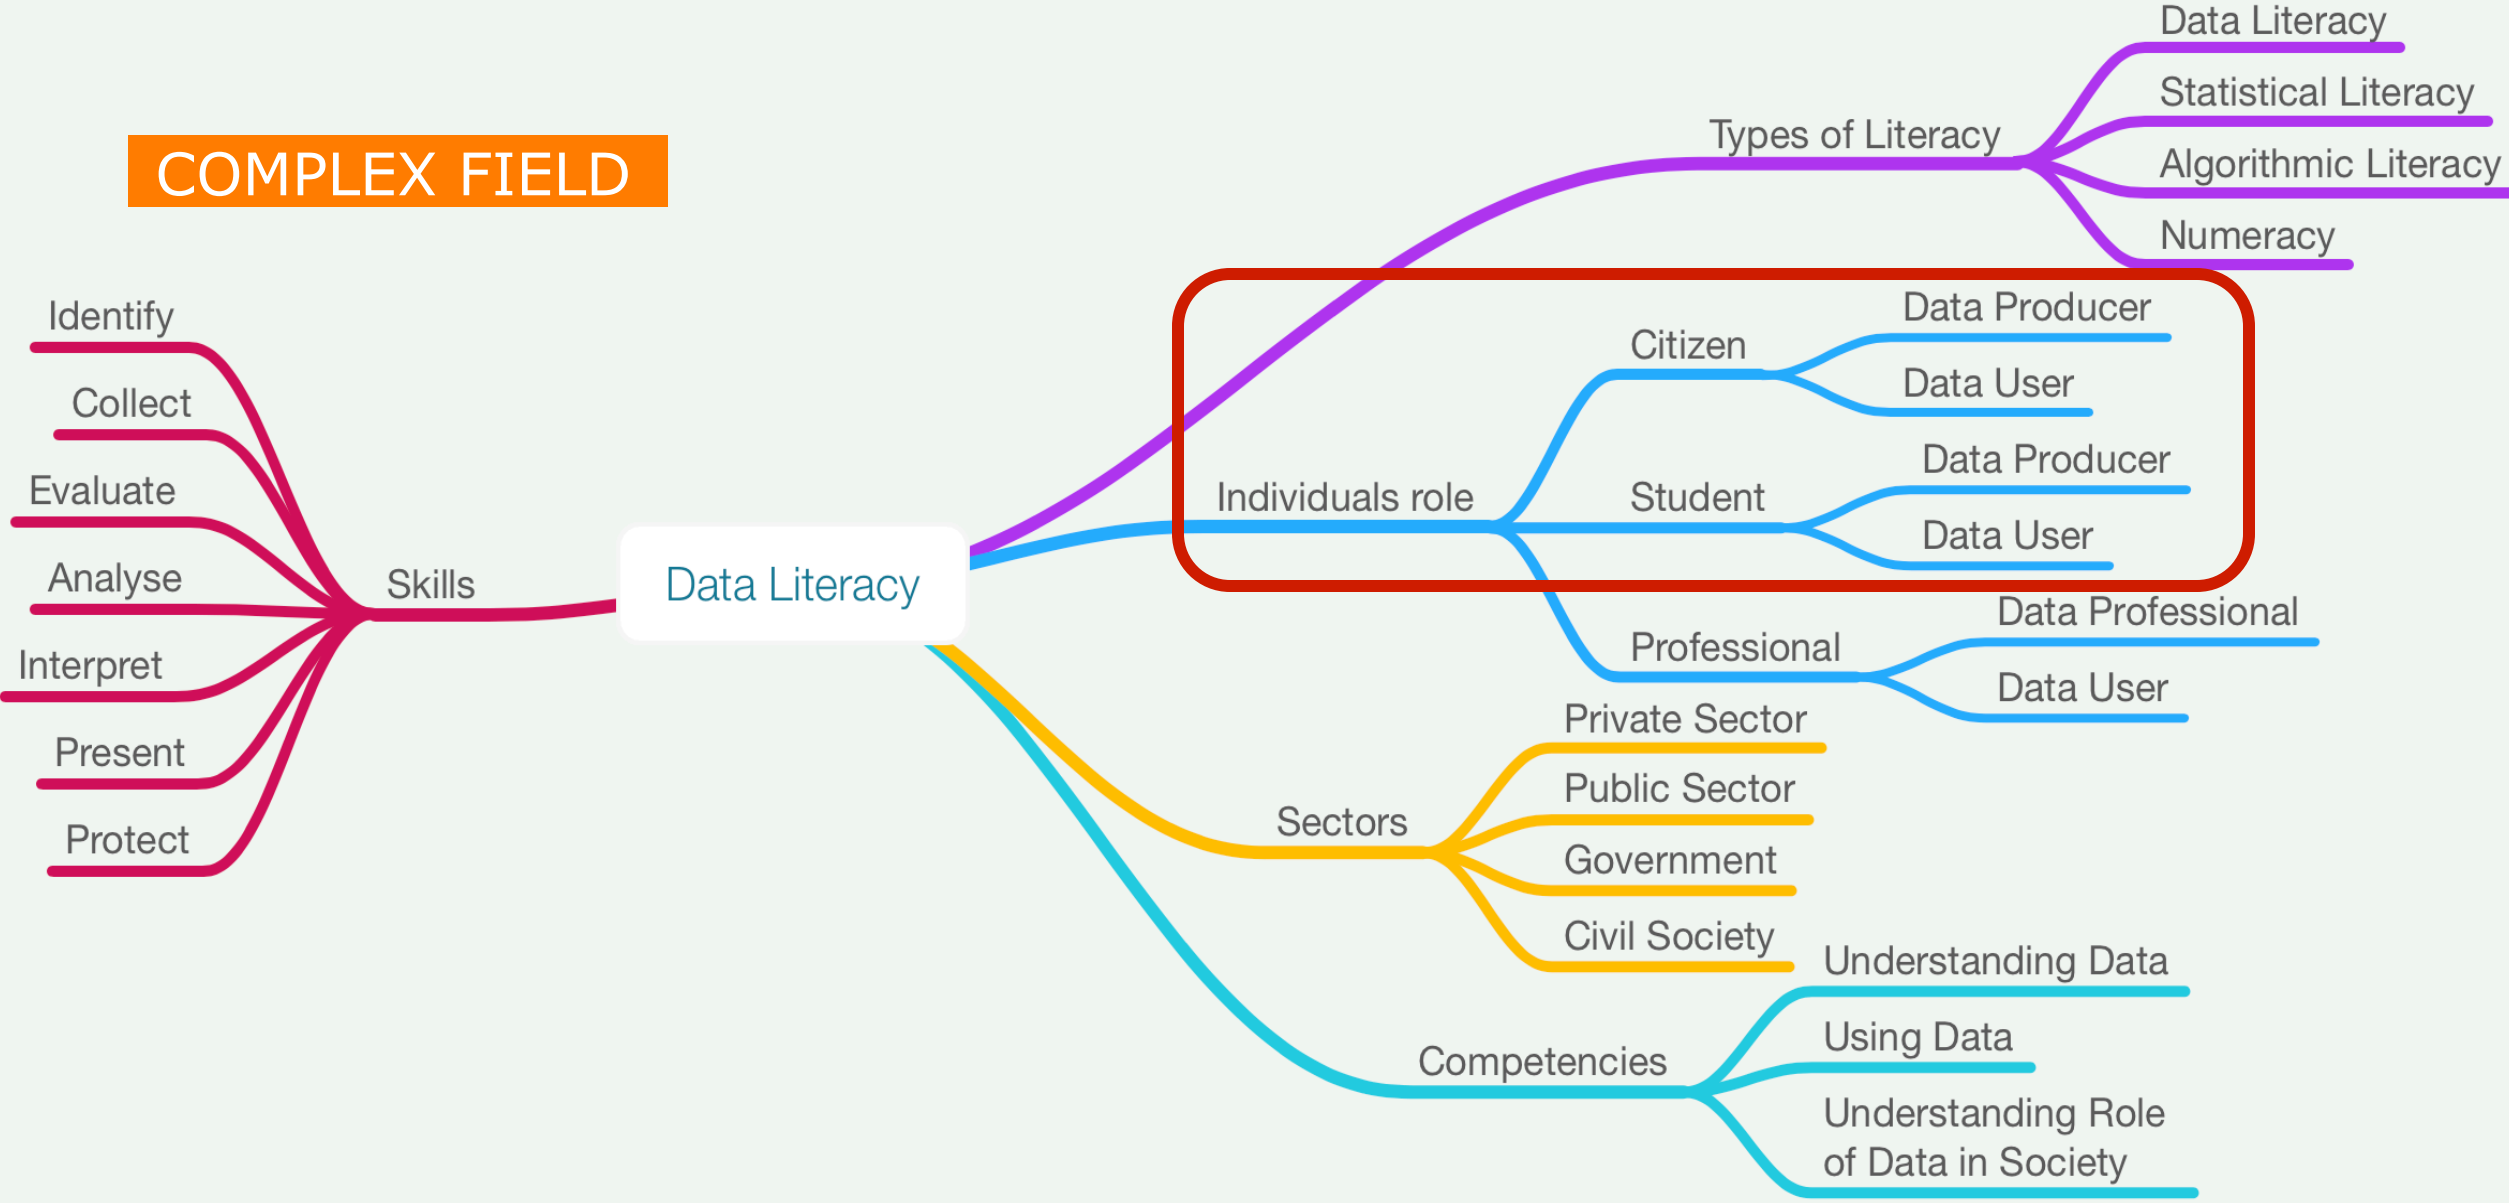 COMPLEX FIELD
Data Literacy
Skills
Identify
Collect
Evaluate
Analyse
Interpret
Present
Protect
Types of Literacy
Data Literacy
Statistical Literacy
Algorithmic Literacy
Numeracy
Individuals role
Citizen
Data Producer
Data User
Student
Data Producer
Data User
Professional
Data Professional
Data User
Sectors
Private Sector
Public Sector
Government
Civil Society
Competencies
Understanding Data
Using Data
Understanding Role
of Data in Society